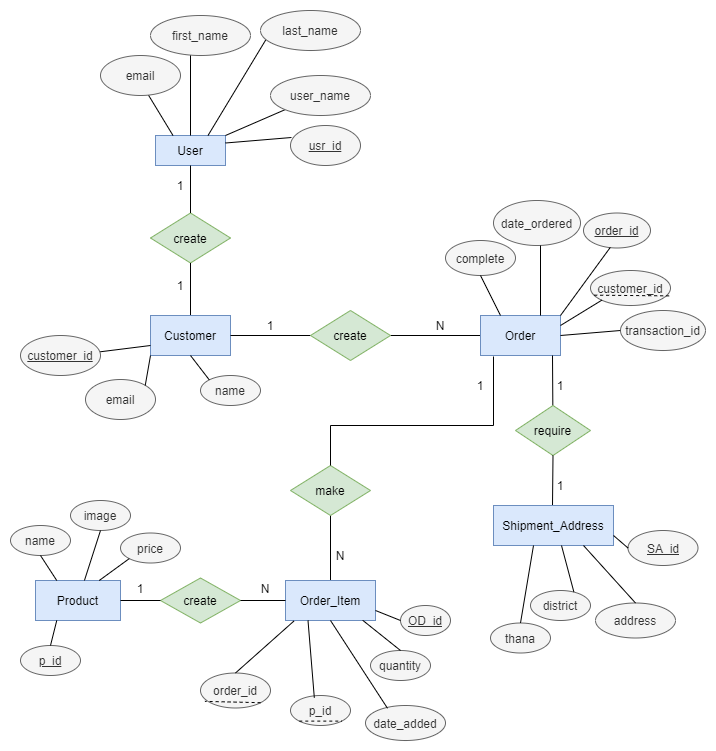 last_name
first_name
email
user_name
usr_id
User
1
create
1
Customer
customer_id
email
name
1
create
N
date_ordered
order_id
complete
customer_id
transaction_id
Order
1
1
require
1
make
N
Shipment_Address
SA_id
district
address
thana
image
name
price
Product
p_id
1
create
N
Order_Item
OD_id
quantity
order_id
p_id
date_added